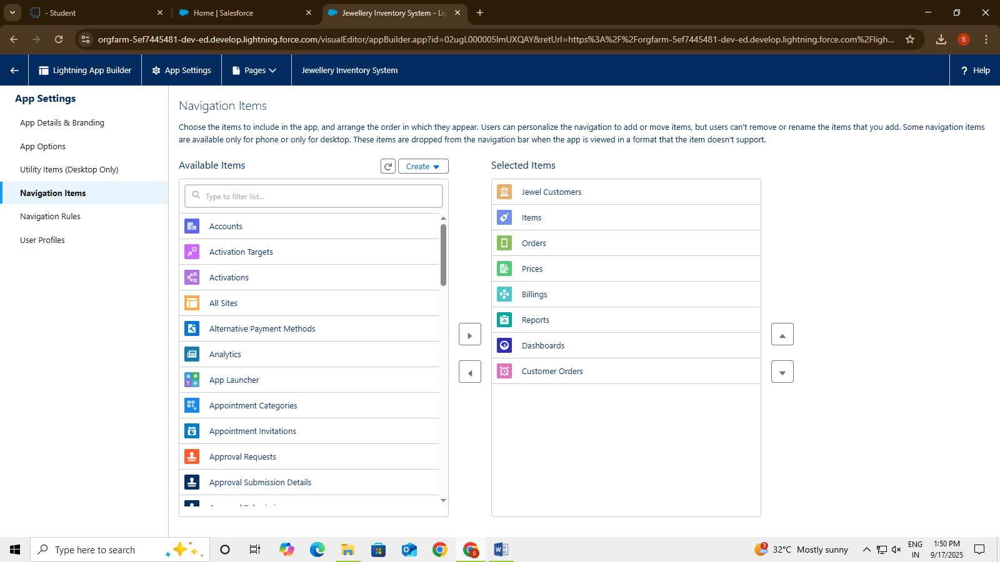 - Student
Home | Salesforce
Jewellery Inventory System - Lig
orgfarm-5ef7445481-dev-ed.develop.lightning.force.com/visualEditor/appBuilder.app?id=02ugL000005ImUXQAY&retUrl=https%3A%2F%2Forgfarm-5ef7445481-dev-ed.develop.lightning.force.com%2Fligh...
S
Lightning App Builder
App Settings
Pages
Jewellery Inventory System
? Help
App Settings
App Details & Branding
App Options
Utility Items (Desktop Only)
Navigation Items
Navigation Rules
User Profiles
Navigation Items
Choose the items to include in the app, and arrange the order in which they appear. Users can personalize the navigation to add or move items, but users can't remove or rename the items that you add. Some navigation items
are available only for phone or only for desktop. These items are dropped from the navigation bar when the app is viewed in a format that the item doesn't support.
Available Items
Create
Type to filter list...
Accounts
Activation Targets
Activations
All Sites
Alternative Payment Methods
Analytics
App Launcher
Appointment Categories
Appointment Invitations
Approval Requests
Approval Submission Details
Selected Items
Jewel Customers
Items
Orders
Prices
Billings
Reports
Dashboards
Customer Orders
Type here to search
S
3
32°C Mostly sunny
ENG
IN
1:50 PM
9/17/2025